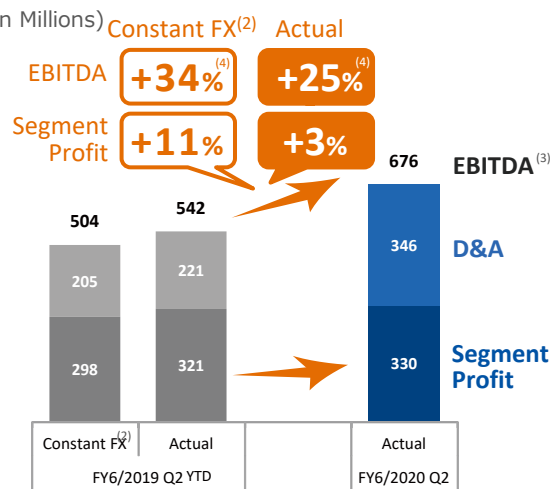 n Millions)
Constant FX(2) Actual
EBITDA +34%(4) +25%(4)
Segment Profit +11% +3%
676 EBITDA(3)
504 542
205 221 346 D&A
298 321 330 Segment Profit
Constant FX(2) Actual Actual
FY6/2019 Q2 YTD FY6/2020 Q2